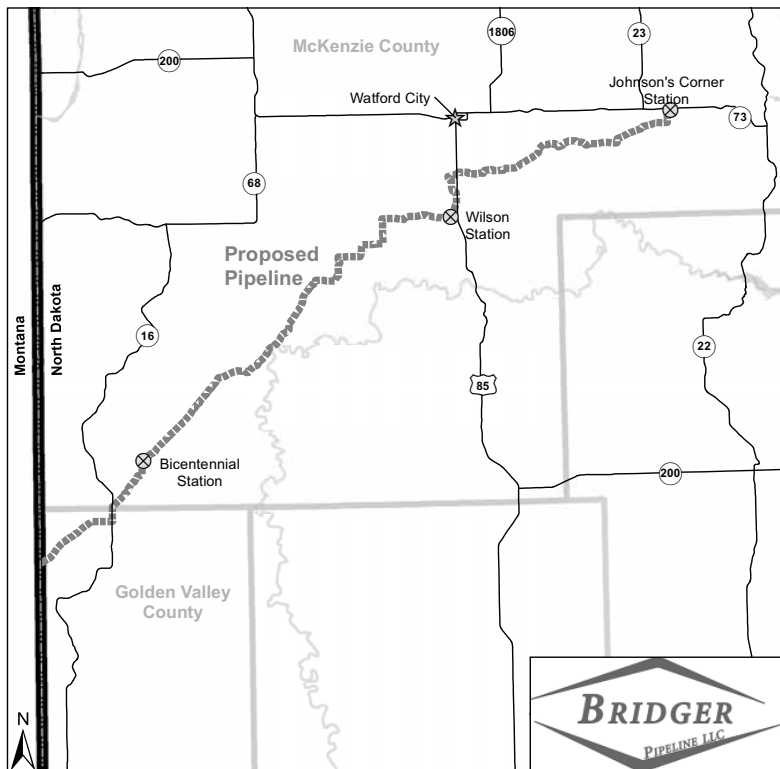 McKenzie County
1806
23
200
Johnson's Corner
Station
Watford City
73
68
Wilson
Station
Proposed
Pipeline
Montana
North Dakota
16
22
85
Bicentennial
Station
200
Golden Valley
County
N
BRIDGER
PIPELINE LLC